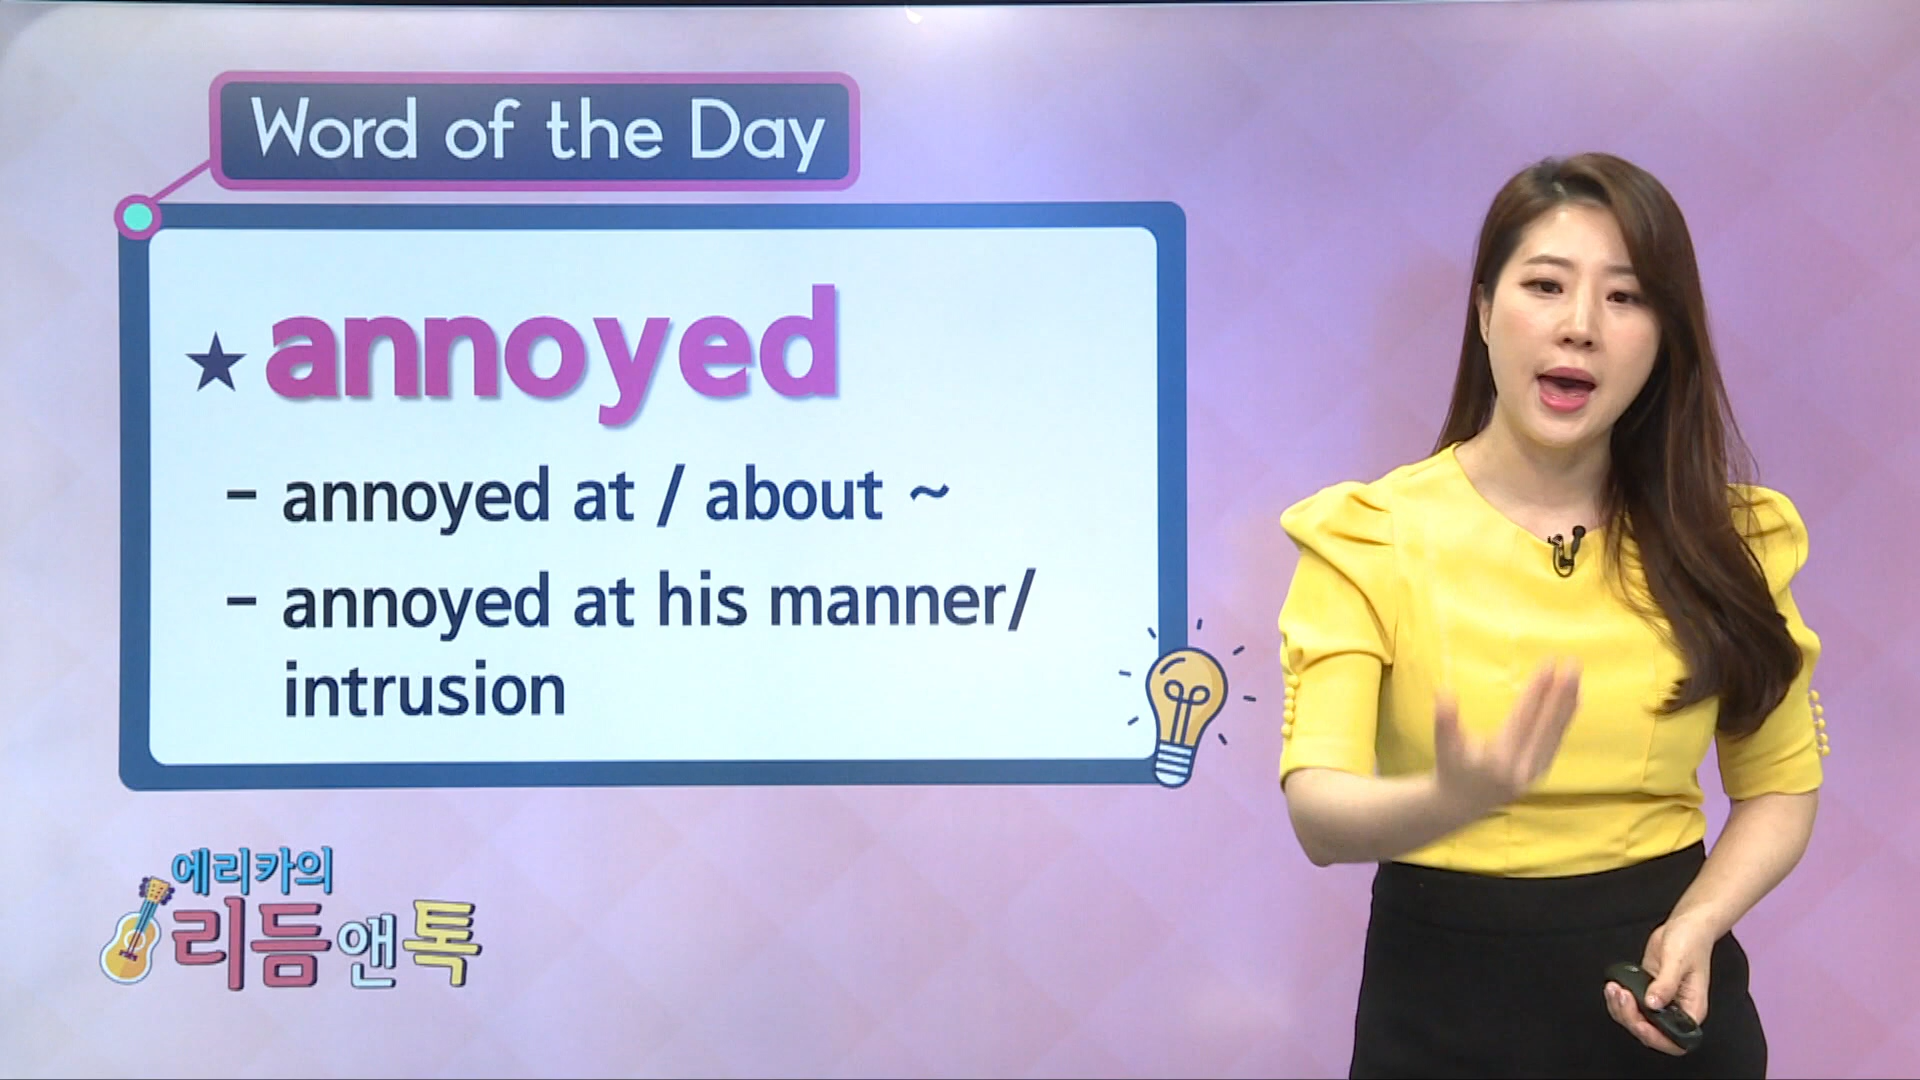 Word of the Day
★ annoyed
- annoyed at / about ~
- annoyed at his manner/
intrusion
에리카의
리듬앤톡